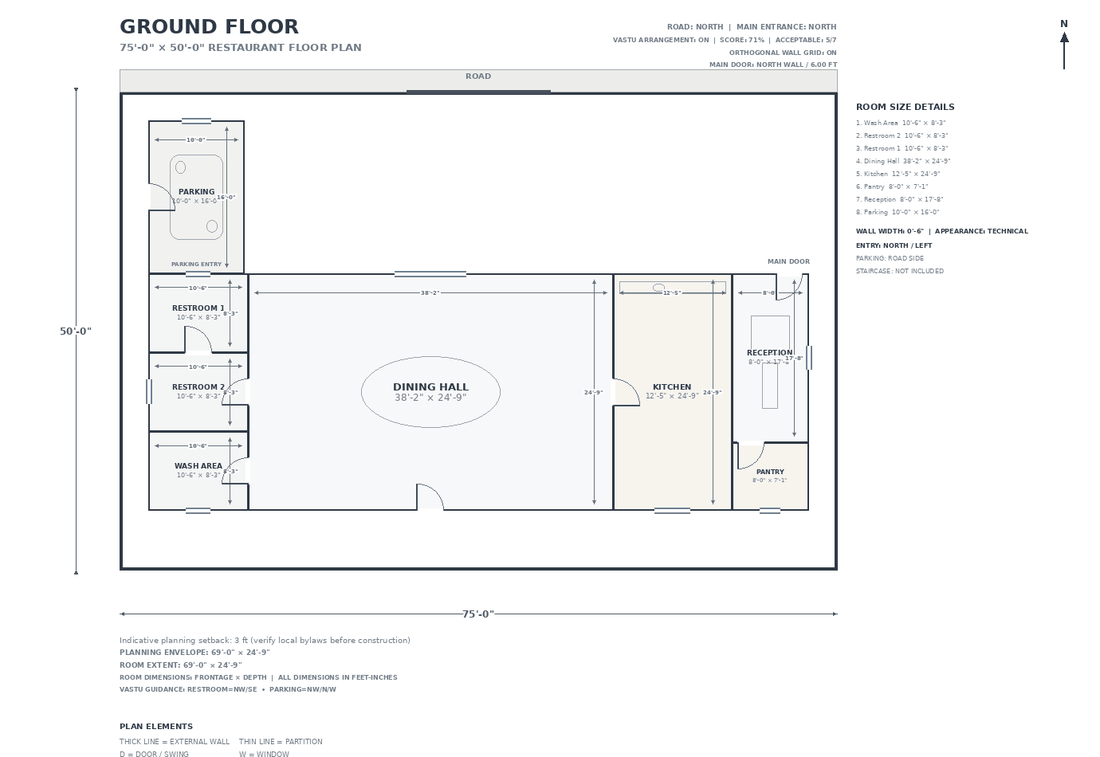 GROUND FLOOR
75'-0" × 50'-0" RESTAURANT FLOOR PLAN
ROAD: NORTH | MAIN ENTRANCE: NORTH
VASTU ARRANGEMENT: ON | SCORE: 71% | ACCEPTABLE: 5/7
ORTHOGONAL WALL GRID: ON
MAIN DOOR: NORTH WALL / 6.00 FT
N
ROAD
ROOM SIZE DETAILS
1. Wash Area 10'-6" × 8'-3"
2. Restroom 2 10'-6" × 8'-3"
3. Restroom 1 10'-6" × 8'-3"
4. Dining Hall 38'-2" × 24'-9"
5. Kitchen 12'-5" × 24'-9"
6. Pantry 8'-0" × 7'-1"
7. Reception 8'-0" × 17'-8"
8. Parking 10'-0" × 16'-0"
WALL WIDTH: 0'-6" | APPEARANCE: TECHNICAL
ENTRY: NORTH / LEFT
PARKING: ROAD SIDE
STAIRCASE: NOT INCLUDED
10'-0"
PARKING
10'-0" × 16'-0"
16'-0"
PARKING ENTRY
MAIN DOOR
10'-6"
RESTROOM 1
10'-6" × 8'-3"
8'-3"
38'-2"
12'-5"
8'-0"
50'-0"
10'-6"
RESTROOM 2
10'-6" × 8'-3"
8'-3"
DINING HALL
38'-2" × 24'-9"
24'-9"
KITCHEN
12'-5" × 24'-9"
24'-9"
RECEPTION
8'-0" × 17'-8"
17'-8"
10'-6"
WASH AREA
10'-6" × 8'-3"
8'-3"
PANTRY
8'-0" × 7'-1"
75'-0"
Indicative planning setback: 3 ft (verify local bylaws before construction)
PLANNING ENVELOPE: 69'-0" × 24'-9"
ROOM EXTENT: 69'-0" × 24'-9"
ROOM DIMENSIONS: FRONTAGE × DEPTH | ALL DIMENSIONS IN FEET-INCHES
VASTU GUIDANCE: RESTROOM=NW/SE • PARKING=NW/N/W
PLAN ELEMENTS
THICK LINE = EXTERNAL WALL THIN LINE = PARTITION
D = DOOR / SWING W = WINDOW